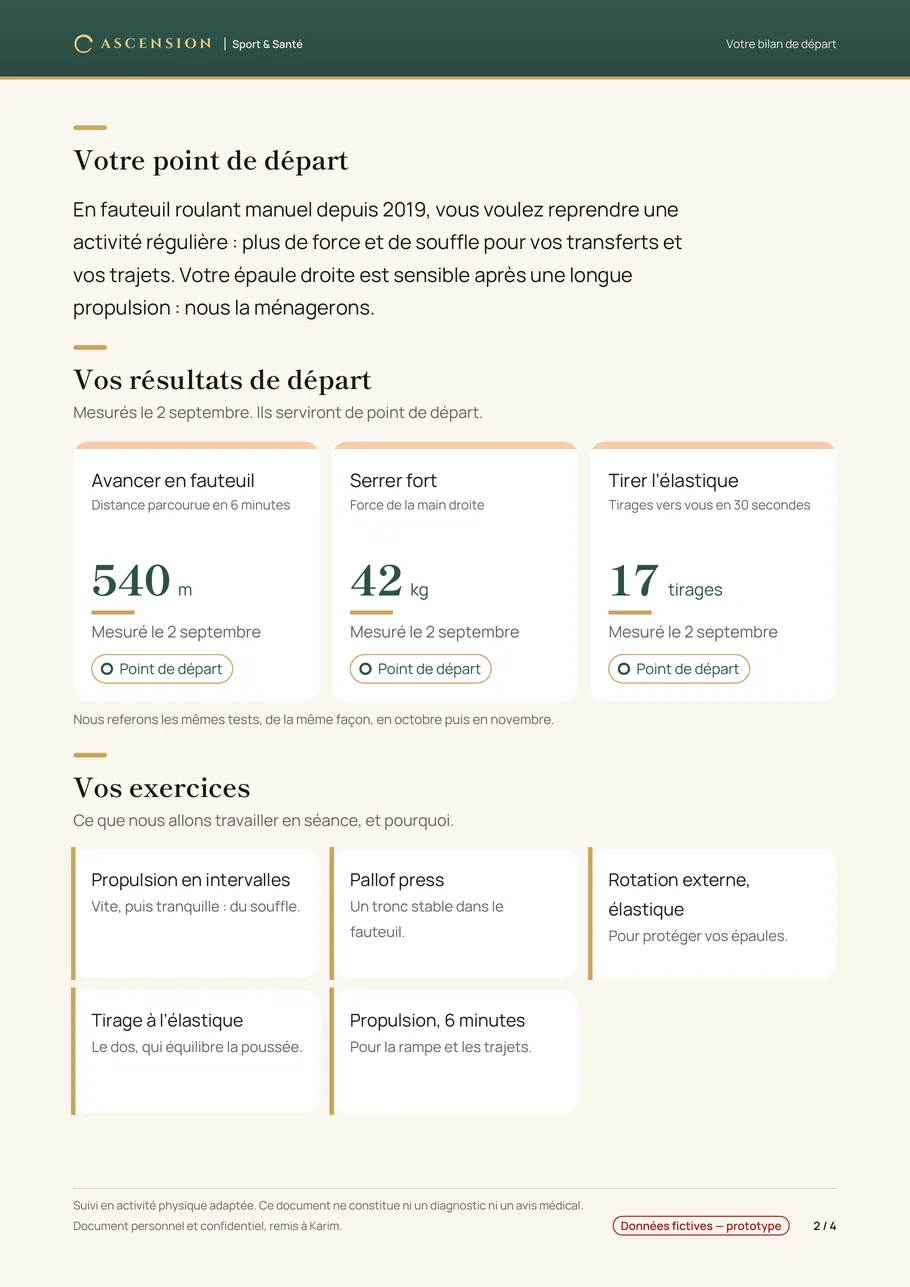 ASCENSION | Sport & Santé
Votre bilan de départ
Votre point de départ
En fauteuil roulant manuel depuis 2019, vous voulez reprendre une
activité régulière : plus de force et de souffle pour vos transferts et
vos trajets. Votre épaule droite est sensible après une longue
propulsion : nous la ménagerons.
Vos résultats de départ
Mesurés le 2 septembre. Ils serviront de point de départ.
Avancer en fauteuil
Distance parcourue en 6 minutes
540 m
Mesuré le 2 septembre
Point de départ
Serrer fort
Force de la main droite
42 kg
Mesuré le 2 septembre
Point de départ
Tirer l’élastique
Tirages vers vous en 30 secondes
17 tirages
Mesuré le 2 septembre
Point de départ
Nous referons les mêmes tests, de la même façon, en octobre puis en novembre.
Vos exercices
Ce que nous allons travailler en séance, et pourquoi.
Propulsion en intervalles
Vite, puis tranquille : du souffle.
Pallof press
Un tronc stable dans le
fauteuil.
Rotation externe,
élastique
Pour protéger vos épaules.
Tirage à l’élastique
Le dos, qui équilibre la poussée.
Propulsion, 6 minutes
Pour la rampe et les trajets.
Suivi en activité physique adaptée. Ce document ne constitue ni un diagnostic ni un avis médical.
Document personnel et confidentiel, remis à Karim.
Données fictives — prototype
2 / 4